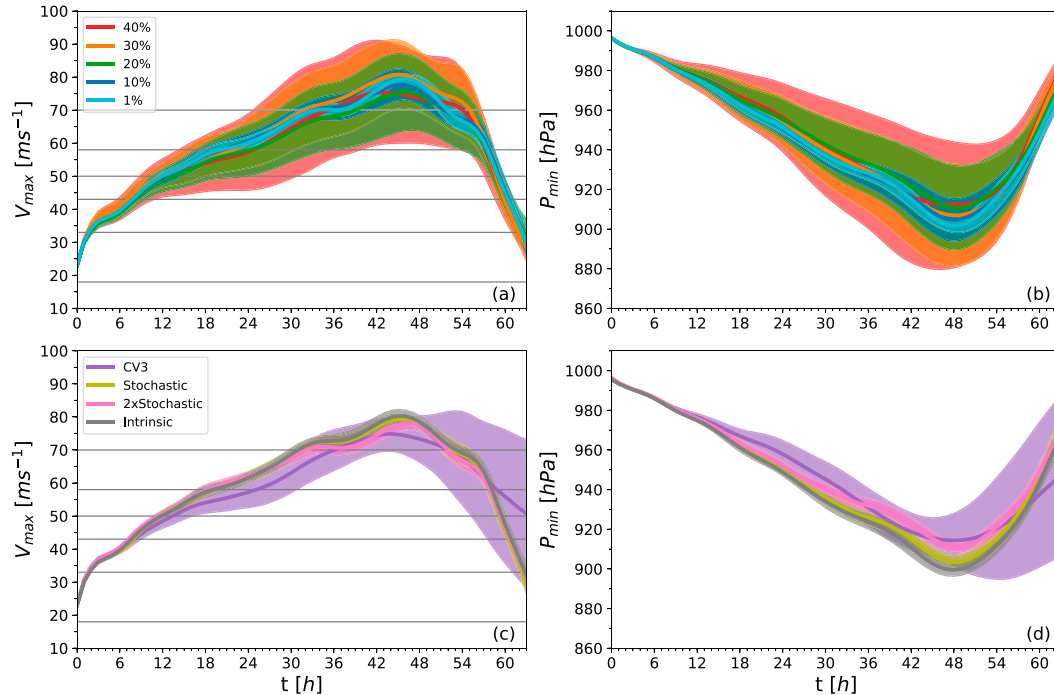 100
90
80
70
60
50
40
30
20
10
V_max [ms⁻¹]
40%
30%
20%
10%
1%
(a)
0 6 12 18 24 30 36 42 48 54 60
1000
980
960
940
920
900
880
860
P_min [hPa]
(b)
0 6 12 18 24 30 36 42 48 54 60
100
90
80
70
60
50
40
30
20
10
V_max [ms⁻¹]
CV3
Stochastic
2xStochastic
Intrinsic
(c)
0 6 12 18 24 30 36 42 48 54 60
t [h]
1000
980
960
940
920
900
880
860
P_min [hPa]
(d)
0 6 12 18 24 30 36 42 48 54 60
t [h]